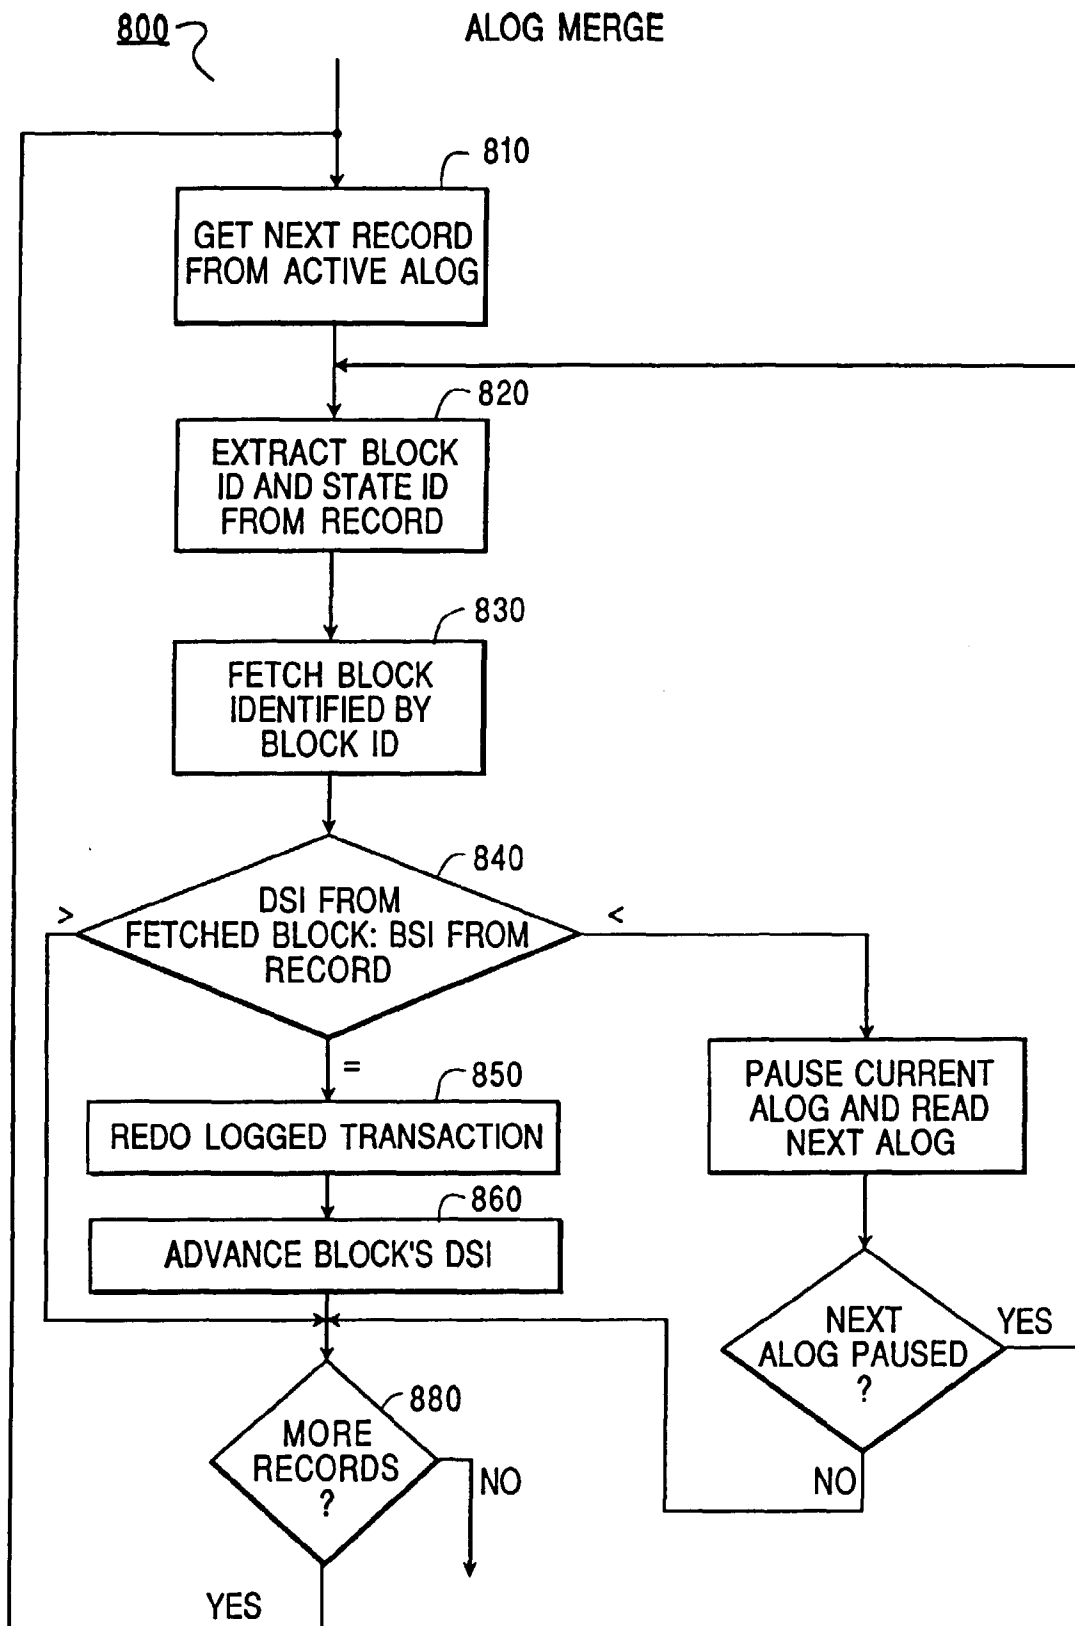 800
ALOG MERGE
810
GET NEXT RECORD
FROM ACTIVE ALOG
820
EXTRACT BLOCK
ID AND STATE ID
FROM RECORD
830
FETCH BLOCK
IDENTIFIED BY
BLOCK ID
840
>
<
DSI FROM
FETCHED BLOCK: BSI FROM
RECORD
=
850
REDO LOGGED TRANSACTION
PAUSE CURRENT
ALOG AND READ
NEXT ALOG
860
ADVANCE BLOCK'S DSI
NEXT
ALOG PAUSED
?
YES
NO
880
MORE
RECORDS
?
NO
YES